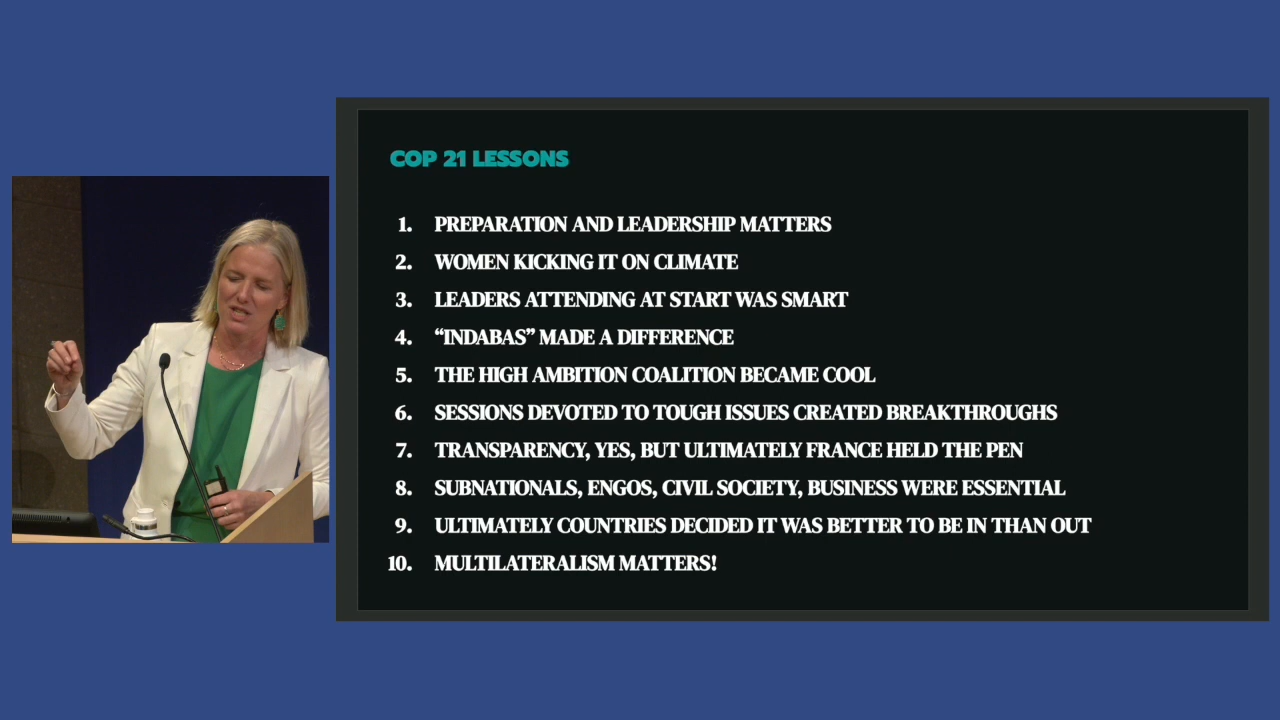 COP 21 LESSONS
1. PREPARATION AND LEADERSHIP MATTERS
2. WOMEN KICKING IT ON CLIMATE
3. LEADERS ATTENDING AT START WAS SMART
4. “INDABAS” MADE A DIFFERENCE
5. THE HIGH AMBITION COALITION BECAME COOL
6. SESSIONS DEVOTED TO TOUGH ISSUES CREATED BREAKTHROUGHS
7. TRANSPARENCY, YES, BUT ULTIMATELY FRANCE HELD THE PEN
8. SUBNATIONALS, ENGOS, CIVIL SOCIETY, BUSINESS WERE ESSENTIAL
9. ULTIMATELY COUNTRIES DECIDED IT WAS BETTER TO BE IN THAN OUT
10. MULTILATERALISM MATTERS!